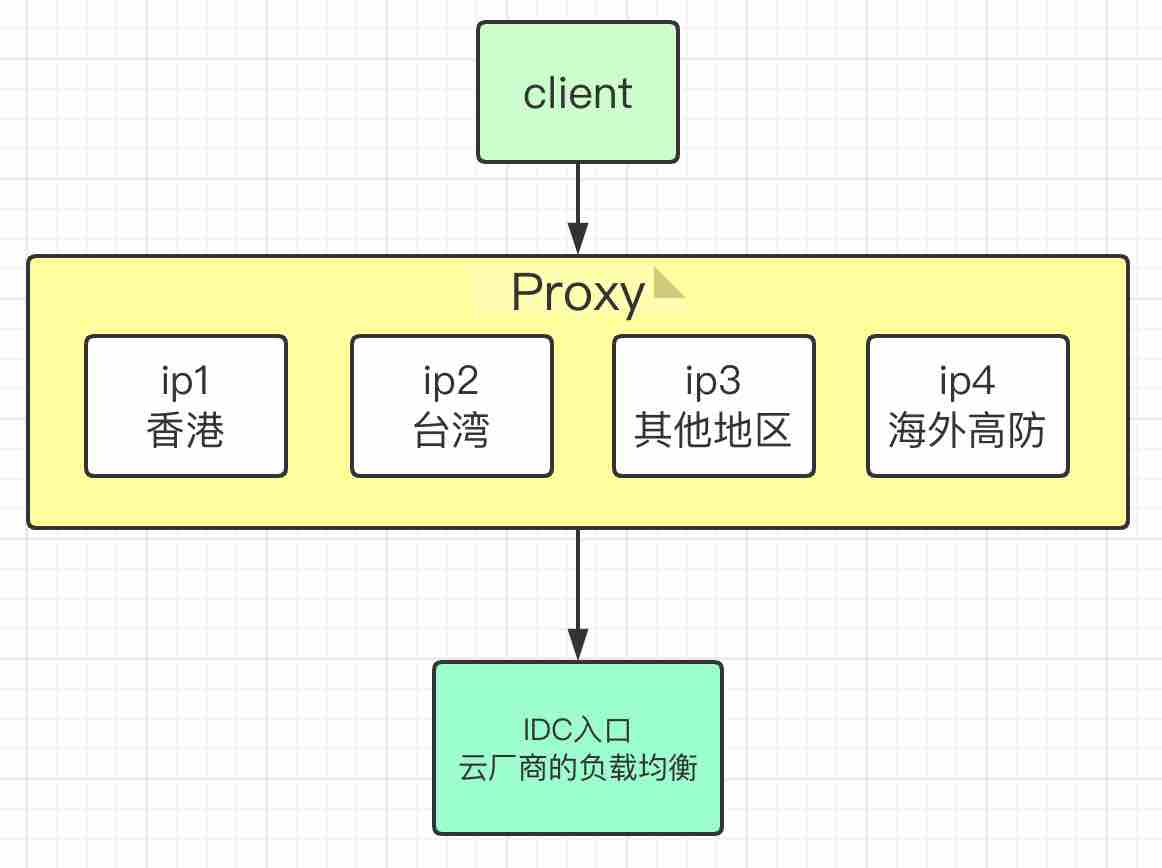 client
Proxy
ip1
香港
ip2
台湾
ip3
其他地区
ip4
海外高防
IDC入口
云厂商的负载均衡